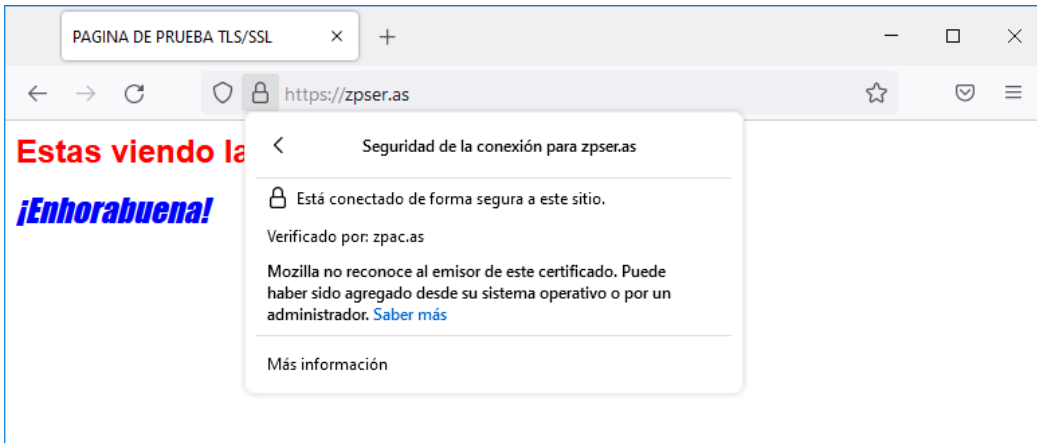 PAGINA DE PRUEBA TLS/SSL
https://zpser.as
Estas viendo la
¡Enhorabuena!
Seguridad de la conexión para zpser.as
Está conectado de forma segura a este sitio.
Verificado por: zpac.as
Mozilla no reconoce al emisor de este certificado. Puede
haber sido agregado desde su sistema operativo o por un
administrador. Saber más
Más información